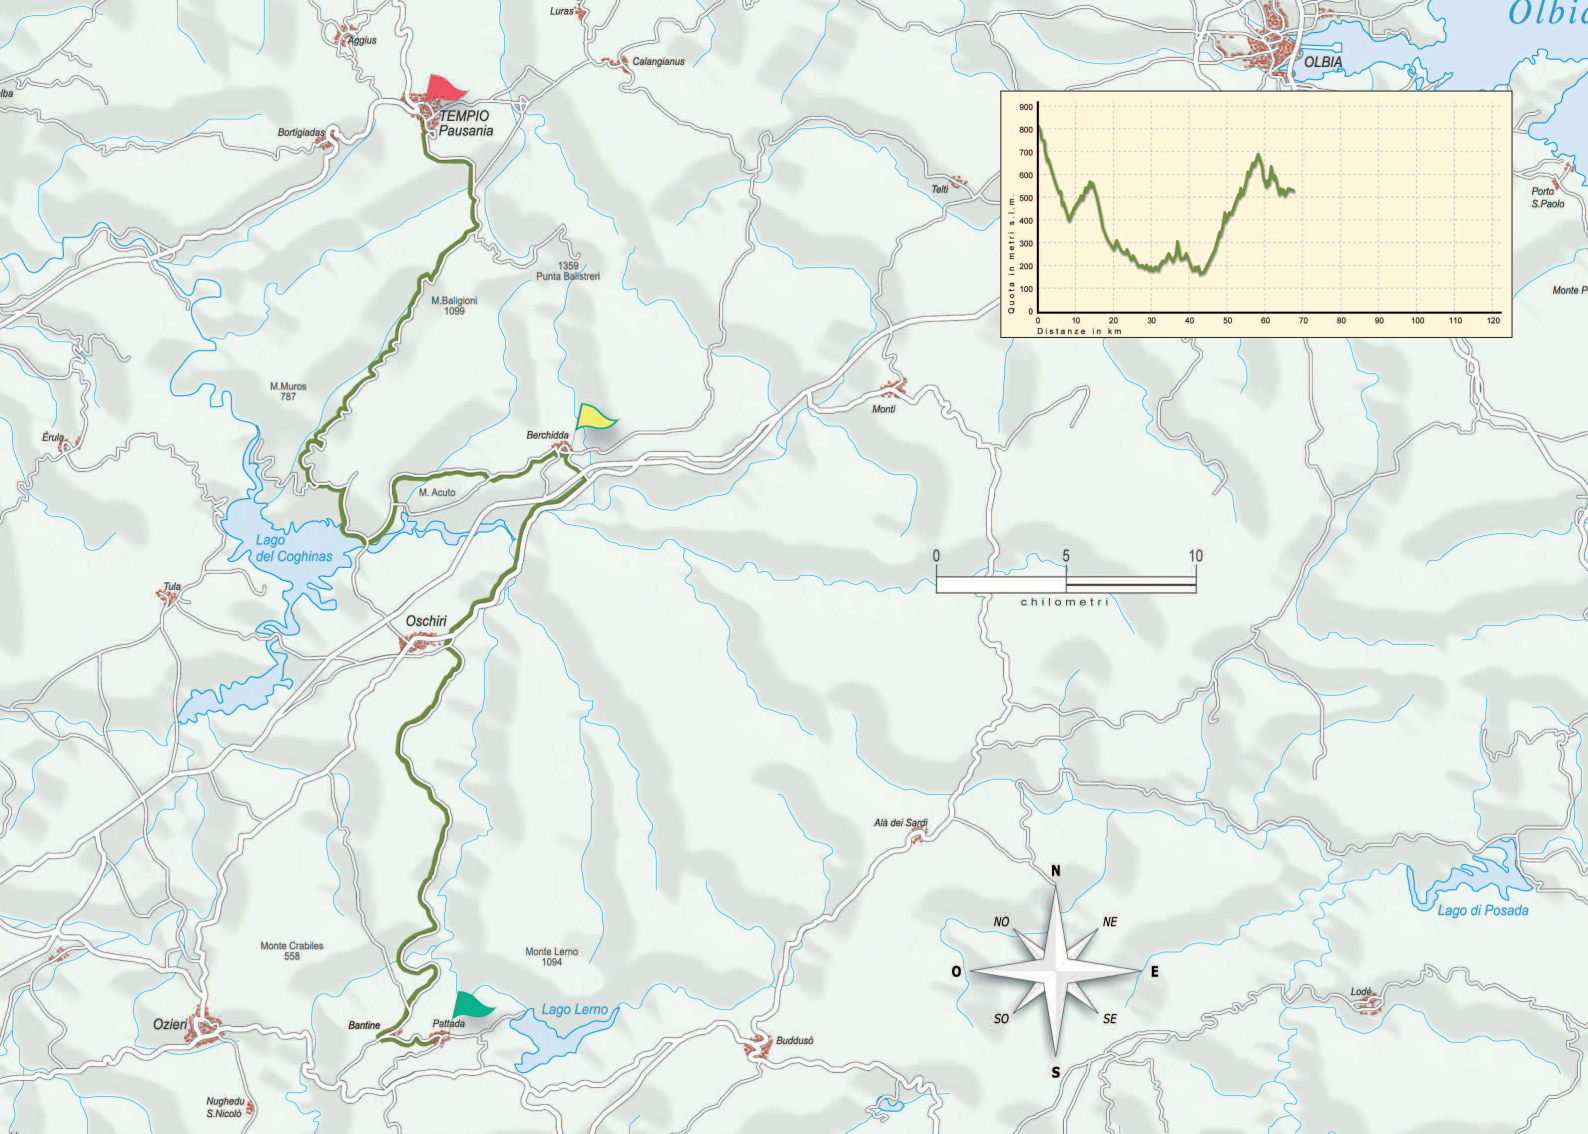 Luras
Olbia
Aggius
Calangianus
OLBIA
lba
TEMPIO
Pausania
Bortigiadas
Telti
Porto
S.Paolo
900
800
700
600
500
400
300
200
100
0
Quota in metri s.l.m.
0 10 20 30 40 50 60 70 80 90 100 110 120
Distanze in km
1359
Punta Balistreri
M.Baligioni
1099
Monte P
M.Muros
787
Monti
Érula
Berchidda
M. Acuto
Lago
del Coghinas
0 5 10
chilometri
Tula
Oschiri
Alà dei Sardi
N
NO NE
O E
SO SE
S
Lago di Posada
Monte Crabiles
558
Monte Lerno
1094
Lodé
Lago Lerno
Ozieri
Bantine
Pattada
Buddusò
Nughedu
S.Nicolò